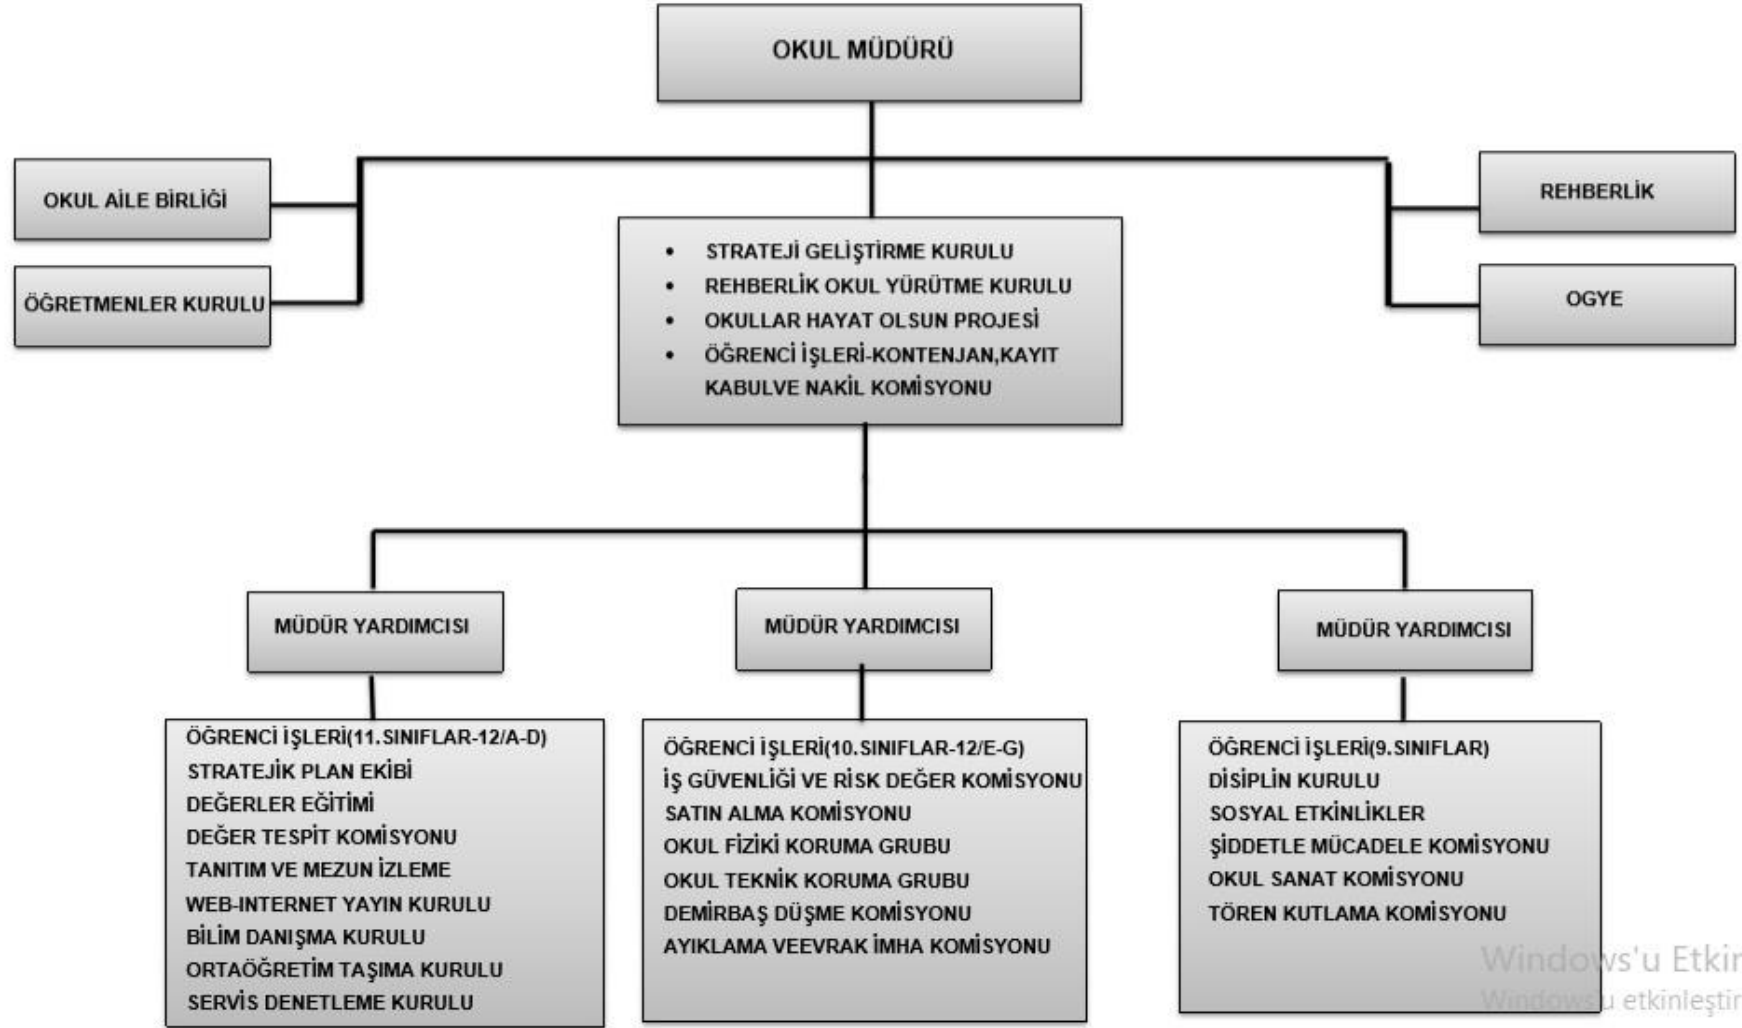 OKUL MÜDÜRÜ
OKUL AİLE BİRLİĞİ
ÖĞRETMENLER KURULU
REHBERLİK
OGYE
• STRATEJİ GELİŞTİRME KURULU
• REHBERLİK OKUL YÜRÜTME KURULU
• OKULLAR HAYAT OLSUN PROJESİ
• ÖĞRENCİ İŞLERİ-KONTENJAN,KAYIT
KABULVE NAKİL KOMİSYONU
MÜDÜR YARDIMCISI
ÖĞRENCİ İŞLERİ(11.SINIFLAR-12/A-D)
STRATEJİK PLAN EKİBİ
DEĞERLER EĞİTİMİ
DEĞER TESPİT KOMİSYONU
TANITIM VE MEZUN İZLEME
WEB-INTERNET YAYIN KURULU
BİLİM DANIŞMA KURULU
ORTAÖĞRETİM TAŞIMA KURULU
SERVİS DENETLEME KURULU
MÜDÜR YARDIMCISI
ÖĞRENCİ İŞLERİ(10.SINIFLAR-12/E-G)
İŞ GÜVENLİĞİ VE RİSK DEĞER KOMİSYONU
SATIN ALMA KOMİSYONU
OKUL FİZİKİ KORUMA GRUBU
OKUL TEKNİK KORUMA GRUBU
DEMİRBAŞ DÜŞME KOMİSYONU
AYIKLAMA VEEVRAK İMHA KOMİSYONU
MÜDÜR YARDIMCISI
ÖĞRENCİ İŞLERİ(9.SINIFLAR)
DİSİPLİN KURULU
SOSYAL ETKİNLİKLER
ŞİDDETLE MÜCADELE KOMİSYONU
OKUL SANAT KOMİSYONU
TÖREN KUTLAMA KOMİSYONU
Windows'u Etkin
Windows'u etkinleştir